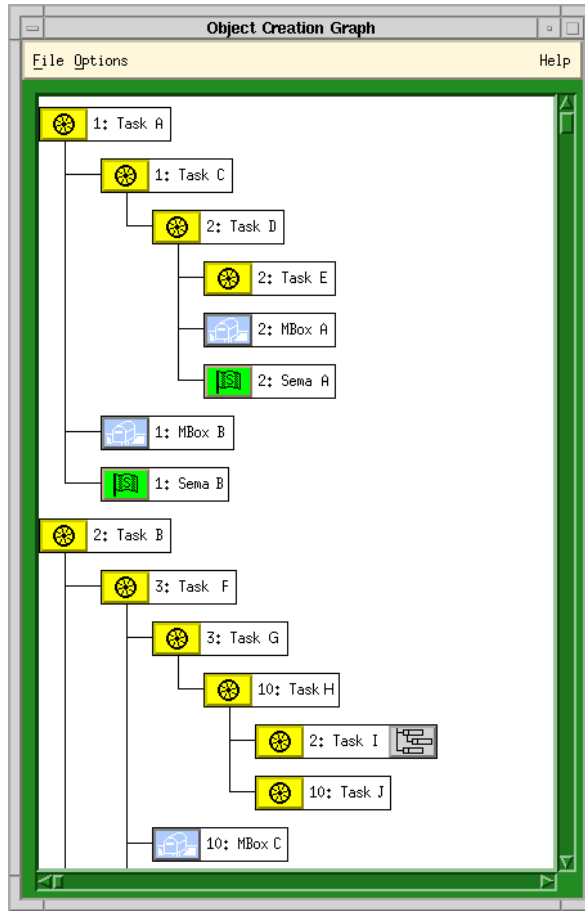 Object Creation Graph
File Options Help
1: Task A
1: Task C
2: Task D
2: Task E
2: MBox A
S 2: Sema A
1: MBox B
S 1: Sema B
2: Task B
3: Task F
3: Task G
10: Task H
2: Task I
10: Task J
10: MBox C